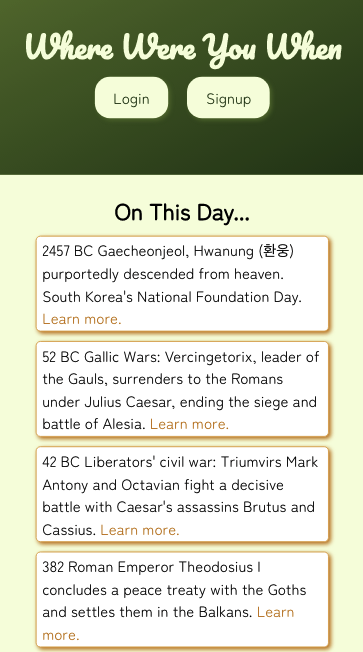 Where Were You When
Login
Signup
On This Day...
2457 BC Gaecheonjeol, Hwanung (환웅)
purportedly descended from heaven.
South Korea's National Foundation Day.
Learn more.
52 BC Gallic Wars: Vercingetorix, leader of
the Gauls, surrenders to the Romans
under Julius Caesar, ending the siege and
battle of Alesia. Learn more.
42 BC Liberators' civil war: Triumvirs Mark
Antony and Octavian fight a decisive
battle with Caesar's assassins Brutus and
Cassius. Learn more.
382 Roman Emperor Theodosius I
concludes a peace treaty with the Goths
and settles them in the Balkans. Learn
more.